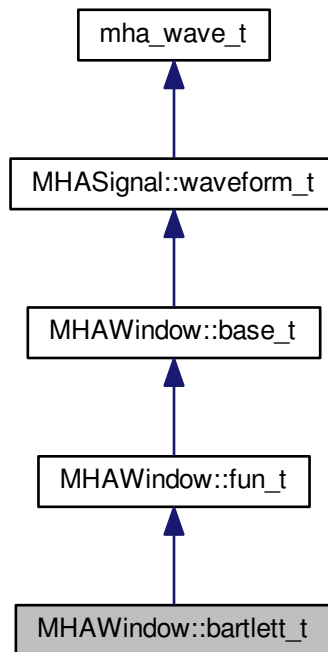 mha_wave_t
MHASignal::waveform_t
MHAWindow::base_t
MHAWindow::fun_t
MHAWindow::bartlett_t